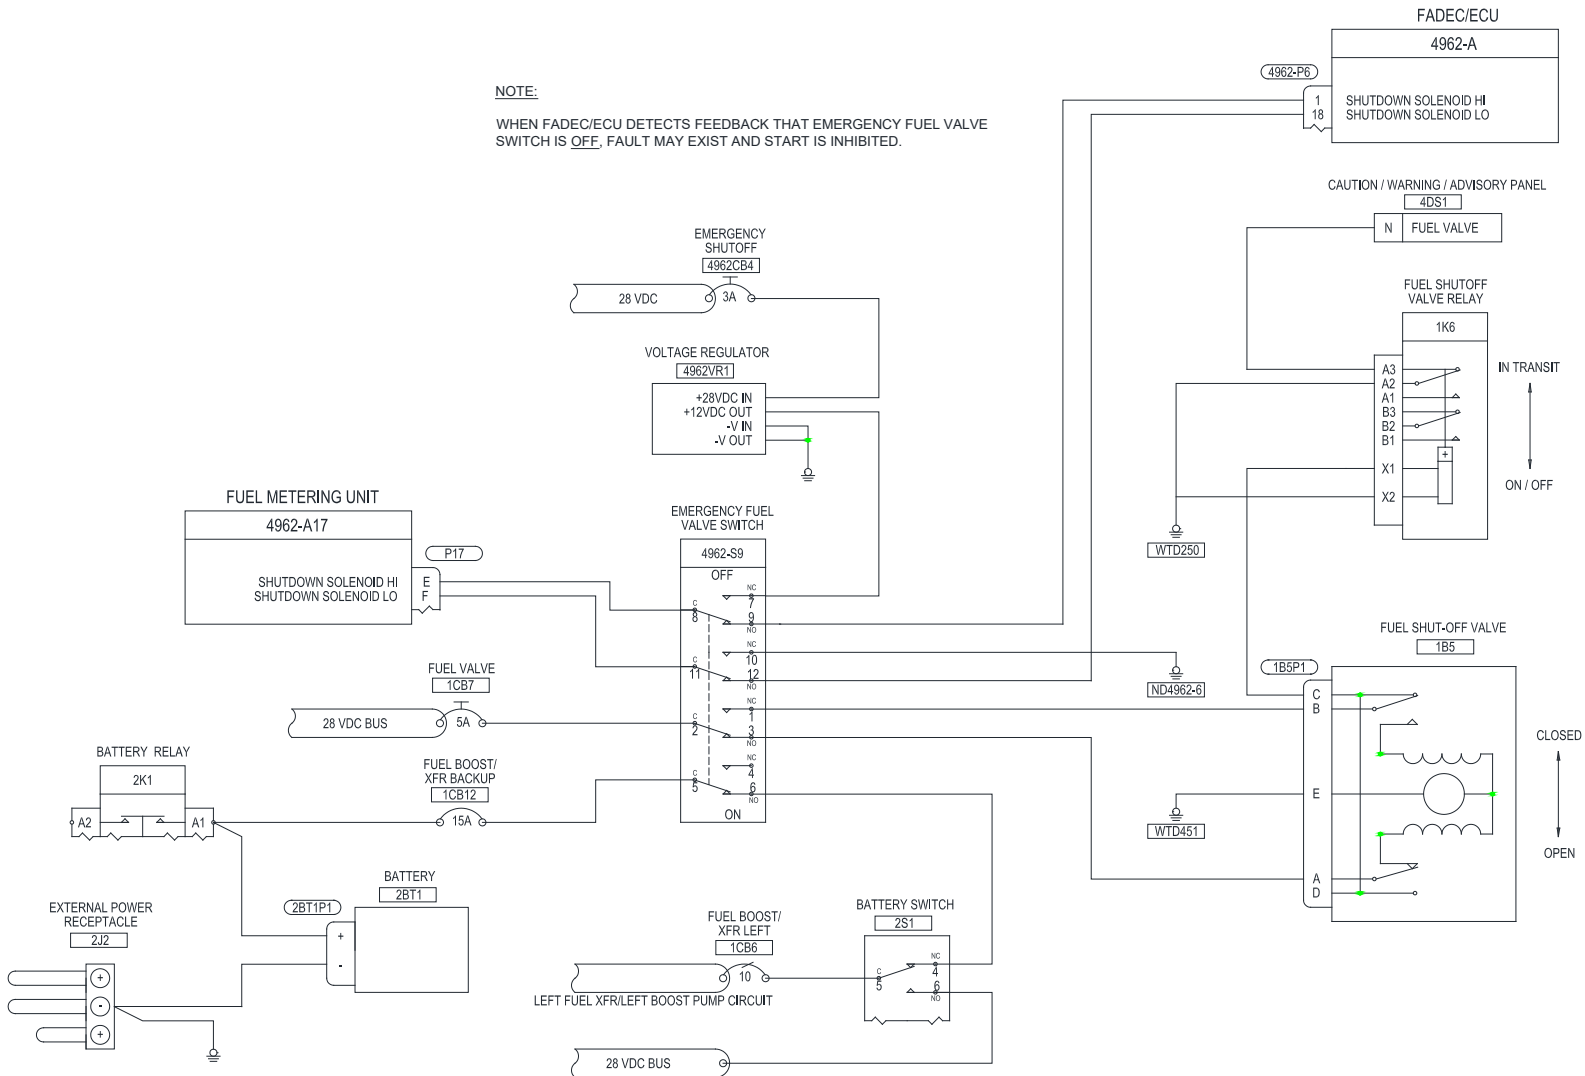 FADEC/ECU
4962-A
4962-P6
1 SHUTDOWN SOLENOID HI
18 SHUTDOWN SOLENOID LO
NOTE:
WHEN FADEC/ECU DETECTS FEEDBACK THAT EMERGENCY FUEL VALVE
SWITCH IS OFF, FAULT MAY EXIST AND START IS INHIBITED.
CAUTION / WARNING / ADVISORY PANEL
4DS1
N FUEL VALVE
EMERGENCY
SHUTOFF
4962CB4
28 VDC
3A
FUEL SHUTOFF
VALVE RELAY
1K6
A3
A2
A1
B3
B2
B1
X1
X2
+
IN TRANSIT
ON / OFF
WTD250
VOLTAGE REGULATOR
4962VR1
+28VDC IN
+12VDC OUT
-V IN
-V OUT
FUEL METERING UNIT
4962-A17
P17
SHUTDOWN SOLENOID HI E
SHUTDOWN SOLENOID LO F
EMERGENCY FUEL
VALVE SWITCH
4962-S9
OFF
NC
7
C
8
9
NO
NC
10
C
11
12
NO
NC
1
C
2
3
NO
NC
4
C
5
6
NO
ON
ND4962-6
FUEL VALVE
1CB7
28 VDC BUS
5A
FUEL SHUT-OFF VALVE
1B5
1B5P1
C
B
E
A
D
CLOSED
OPEN
WTD451
BATTERY RELAY
2K1
A2
A1
FUEL BOOST/
XFR BACKUP
1CB12
15A
BATTERY
2BT1
2BT1P1
+
-
EXTERNAL POWER
RECEPTACLE
2J2
+
-
+
FUEL BOOST/
XFR LEFT
1CB6
10
LEFT FUEL XFR/LEFT BOOST PUMP CIRCUIT
BATTERY SWITCH
2S1
NC
4
C
5
6
NO
28 VDC BUS